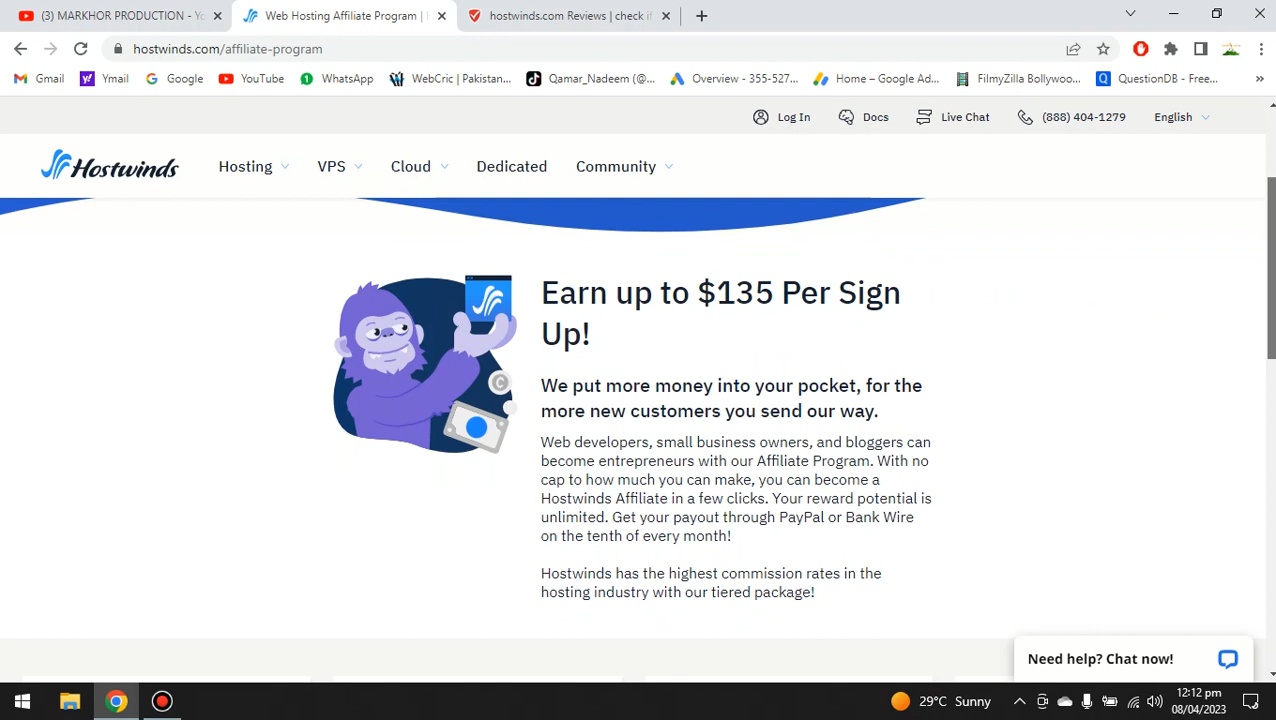 (3) MARKHOR PRODUCTION - Yo
Web Hosting Affiliate Program |
hostwinds.com Reviews | check if
hostwinds.com/affiliate-program
Gmail
Ymail
Google
YouTube
WhatsApp
WebCric | Pakistan...
Qamar_Nadeem (@...
Overview - 355-527...
Home – Google Ad...
FilmyZilla Bollywoo...
QuestionDB - Free...
Log In
Docs
Live Chat
(888) 404-1279
English
Hostwinds
Hosting
VPS
Cloud
Dedicated
Community
Earn up to $135 Per Sign
Up!
We put more money into your pocket, for the
more new customers you send our way.
Web developers, small business owners, and bloggers can
become entrepreneurs with our Affiliate Program. With no
cap to how much you can make, you can become a
Hostwinds Affiliate in a few clicks. Your reward potential is
unlimited. Get your payout through PayPal or Bank Wire
on the tenth of every month!
Hostwinds has the highest commission rates in the
hosting industry with our tiered package!
Need help? Chat now!
29°C Sunny
12:12 pm
08/04/2023